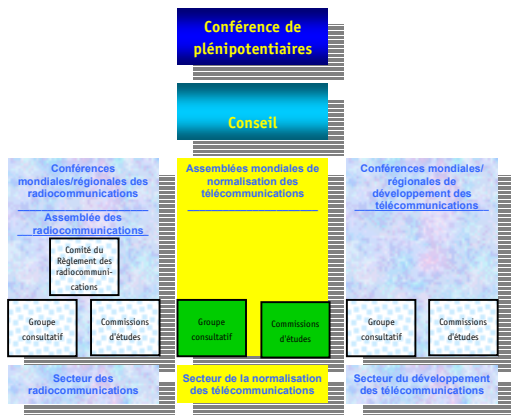 Conférence de
plénipotentiaires
Conseil
Conférences
mondiales/régionales des
radiocommunications
Assemblée des
radiocommunications
Comité du
Règlement des
radiocommuni-
cations
Groupe
consultatif
Commissions
d'études
Secteur des
radiocommunications
Assemblées mondiales de
normalisation des
télécommunications
Groupe
consultatif
Commissions
d'études
Secteur de la normalisation
des télécommunications
Conférences mondiales/
régionales de
développement des
télécommunications
Groupe
consultatif
Commissions
d'études
Secteur du développement
des télécommunications